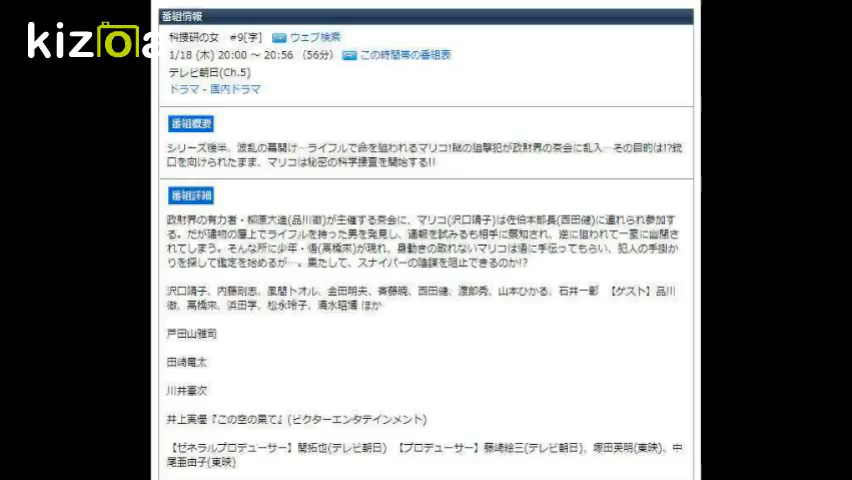 番組情報
kizoa
科捜研の女　#9[字]　ウェブ検索
1/18 (木) 20:00 ～ 20:56 （56分） この時間帯の番組表
テレビ朝日(Ch.5)
ドラマ - 国内ドラマ
番組概要
シリーズ後半、波乱の幕開け…ライフルで命を狙われるマリコ!謎の狙撃犯が政財界の茶会に乱入…その目的は!?銃
口を向けられたまま、マリコは秘密の科学捜査を開始する!!
番組詳細
政財界の有力者・柳原大造(品川徹)が主催する茶会に、マリコ(沢口靖子)は佐伯本部長(西田健)に連れられ参加す
る。だが建物の屋上でライフルを持った男を発見し、通報を試みるも相手に察知され、逆に狙われて一室に幽閉さ
れてしまう。そんな所に少年・悟(高橋來)が現れ、身動きの取れないマリコは悟に手伝ってもらい、犯人の手掛か
りを探して鑑定を始めるが…。果たして、スナイパーの陰謀を阻止できるのか!?
沢口靖子、内藤剛志、風間トオル、金田明夫、斉藤暁、西田健、渡部秀、山本ひかる、石井一彰　【ゲスト】品川
徹、高橋來、浜田学、松永玲子、清水昭博 ほか
戸田山雅司
田崎竜太
川井憲次
井上実優『この空の果て』(ビクターエンタテインメント)
【ゼネラルプロデューサー】関拓也(テレビ朝日)　【プロデューサー】藤崎絵三(テレビ朝日)、塚田英明(東映)、中
尾亜由子(東映)